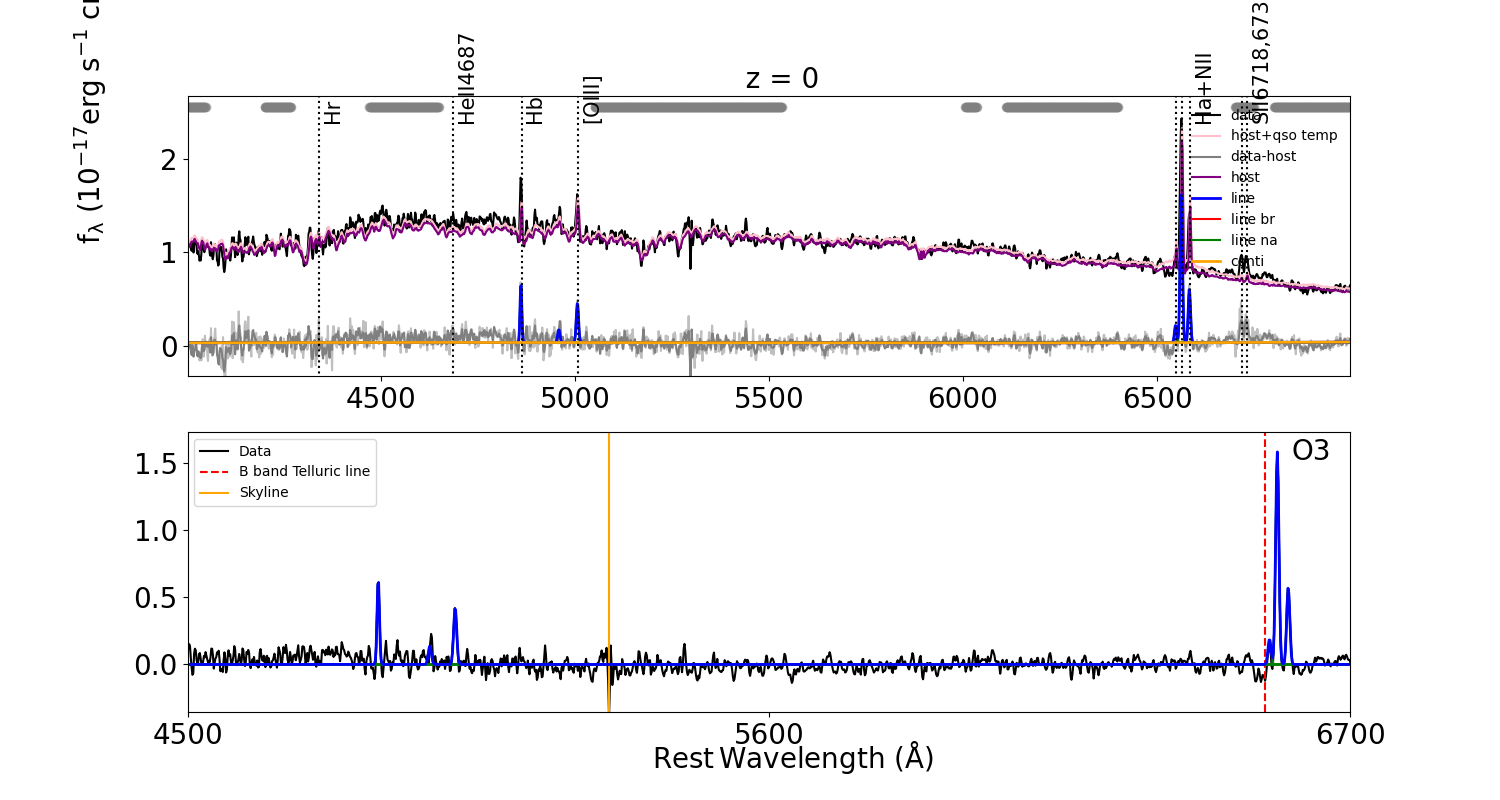 z = 0
f_λ (10^−17 erg s^−1
Hr
HeII4687
Hb
[OIII]
Ha+NII
SII6718,673
data
host+qso temp
data-host
host
line
line br
line na
conti
2
1
0
4500 5000 5500 6000 6500
Data
B band Telluric line
Skyline
O3
1.5
1.0
0.5
0.0
4500 5600 6700
Rest Wavelength (Å)